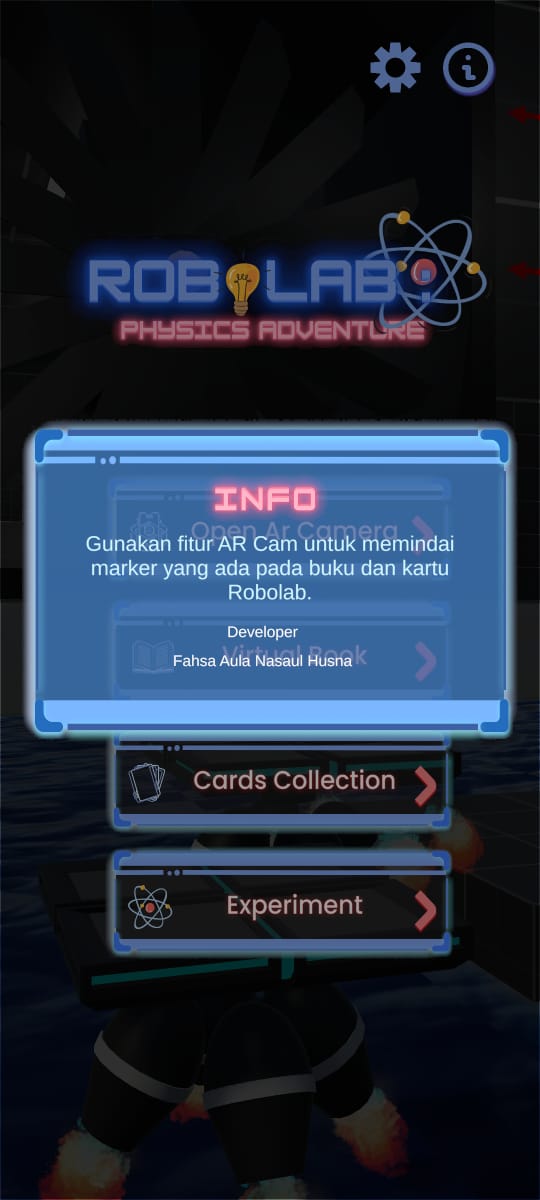 ROBOLAB
PHYSICS ADVENTURE
INFO
Open Ar Camera
Gunakan fitur AR Cam untuk memindai
marker yang ada pada buku dan kartu
Robolab.
Developer
Virtual Book
Fahsa Aula Nasaul Husna
Cards Collection
Experiment